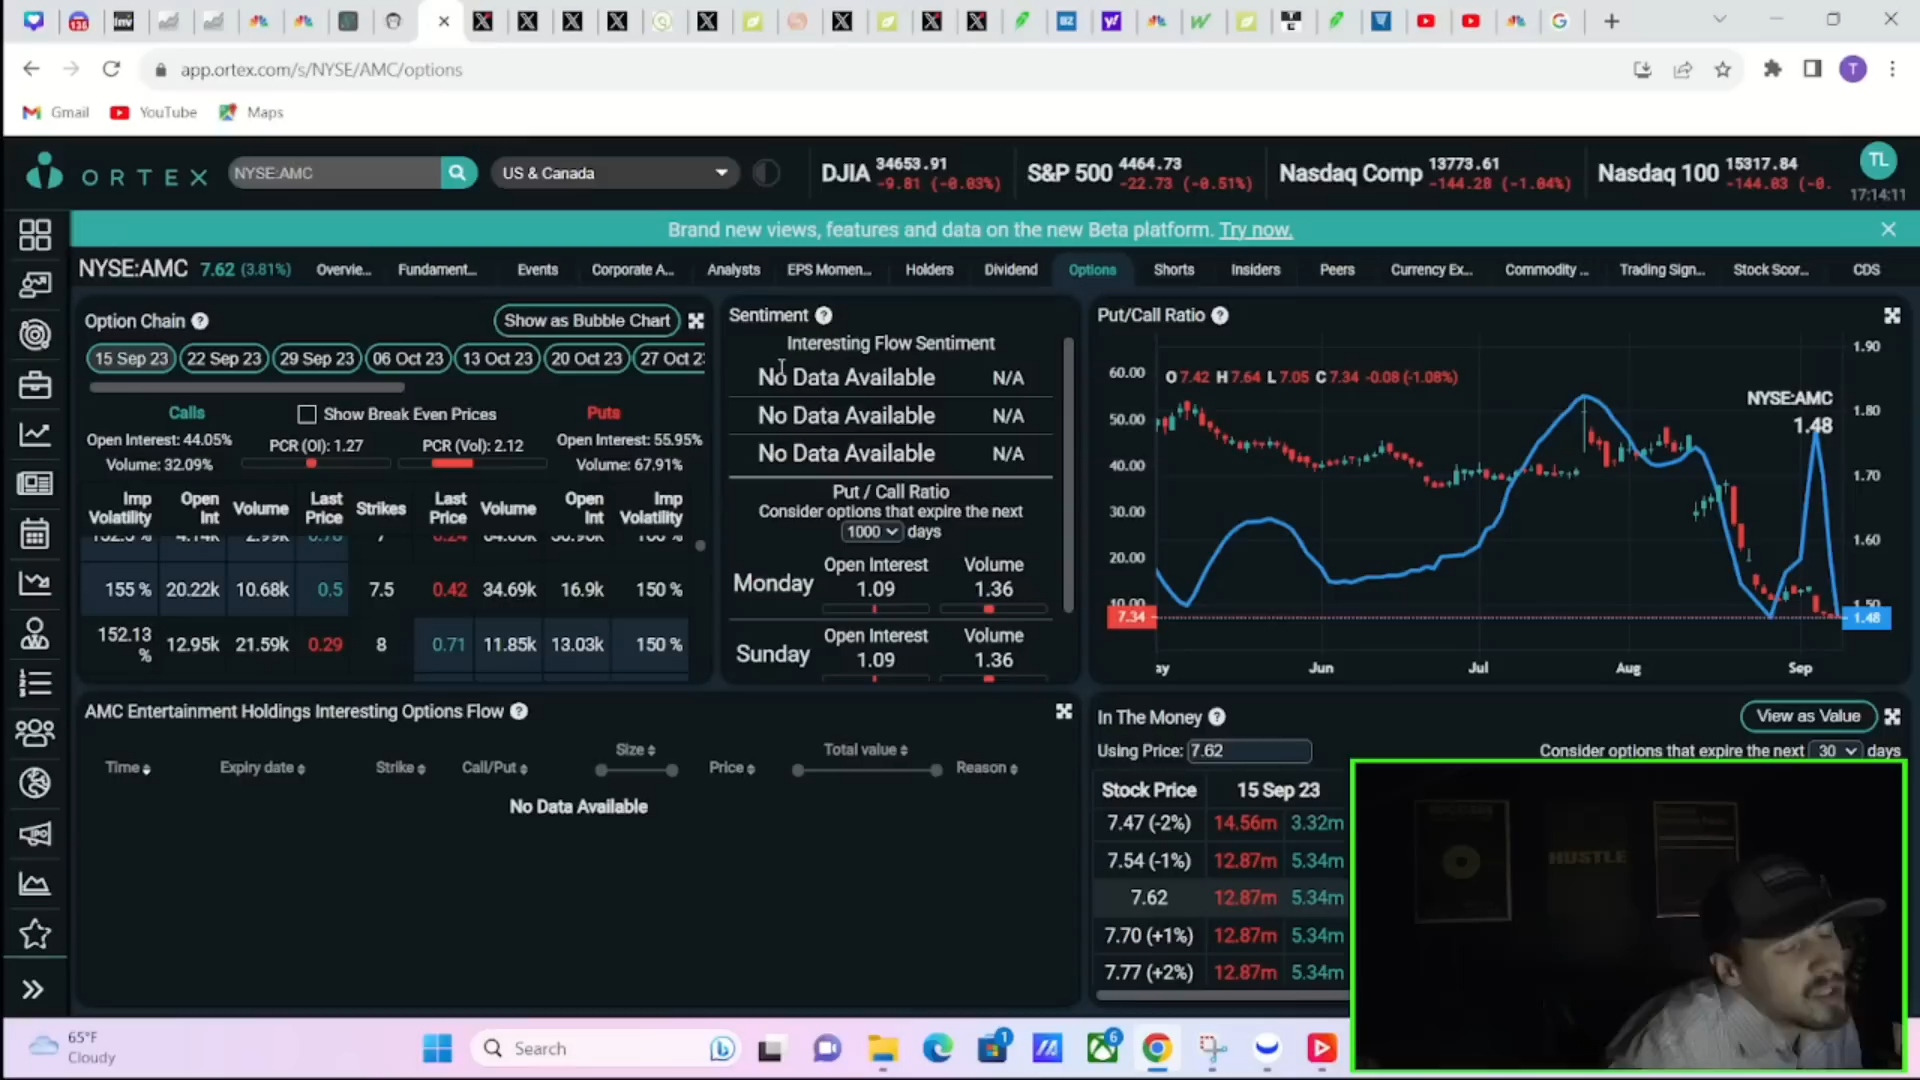 app.ortex.com/s/NYSE/AMC/options
T
Gmail YouTube Maps
ORTEX
NYSE:AMC
US & Canada
DJIA 34653.91 -9.81 (-0.03%)
S&P 500 4464.73 -22.73 (-0.51%)
Nasdaq Comp 13773.61 -144.28 (-1.04%)
Nasdaq 100 15317.84 -144.03 (-0.
TL
17:14:11
Brand new views, features and data on the new Beta platform. Try now.
NYSE:AMC 7.62 (3.81%) Overvie... Fundament... Events Corporate A... Analysts EPS Momen... Holders Dividend Options Shorts Insiders Peers Currency Ex... Commodity ... Trading Sign... Stock Scor... CDS
Option Chain
Show as Bubble Chart
15 Sep 23 22 Sep 23 29 Sep 23 06 Oct 23 13 Oct 23 20 Oct 23 27 Oct 2
Calls Show Break Even Prices Puts
Open Interest: 44.05% PCR (OI): 1.27 PCR (Vol): 2.12 Open Interest: 55.95%
Volume: 32.09% Volume: 67.91%
Imp Volatility Open Int Volume Last Price Strikes Last Price Volume Open Int Imp Volatility
155 % 20.22k 10.68k 0.5 7.5 0.42 34.69k 16.9k 150 %
152.13 % 12.95k 21.59k 0.29 8 0.71 11.85k 13.03k 150 %
Sentiment
Interesting Flow Sentiment
No Data Available N/A
No Data Available N/A
No Data Available N/A
Put / Call Ratio
Consider options that expire the next
1000 days
Open Interest Volume
Monday 1.09 1.36
Open Interest Volume
Sunday 1.09 1.36
Put/Call Ratio
60.00
50.00
40.00
30.00
20.00
10.00
7.34
O 7.42 H 7.64 L 7.05 C 7.34 -0.08 (-1.08%)
NYSE:AMC
1.48
1.90
1.80
1.70
1.60
1.50
1.48
ay Jun Jul Aug Sep
AMC Entertainment Holdings Interesting Options Flow
Time Expiry date Strike Call/Put Size Price Total value Reason
No Data Available
In The Money
View as Value
Using Price: 7.62
Consider options that expire the next 30 days
Stock Price 15 Sep 23
7.47 (-2%) 14.56m 3.32m
7.54 (-1%) 12.87m 5.34m
7.62 12.87m 5.34m
7.70 (+1%) 12.87m 5.34m
7.77 (+2%) 12.87m 5.34m
HUSTLE
65°F
Cloudy
Search
1
6